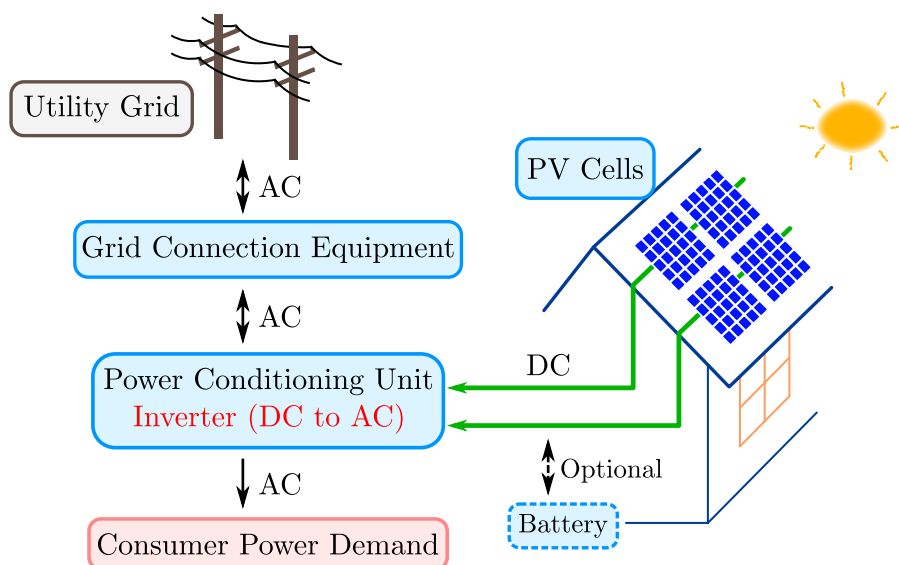 Utility Grid
AC
PV Cells
Grid Connection Equipment
AC
Power Conditioning Unit
Inverter (DC to AC)
DC
AC
Optional
Battery
Consumer Power Demand